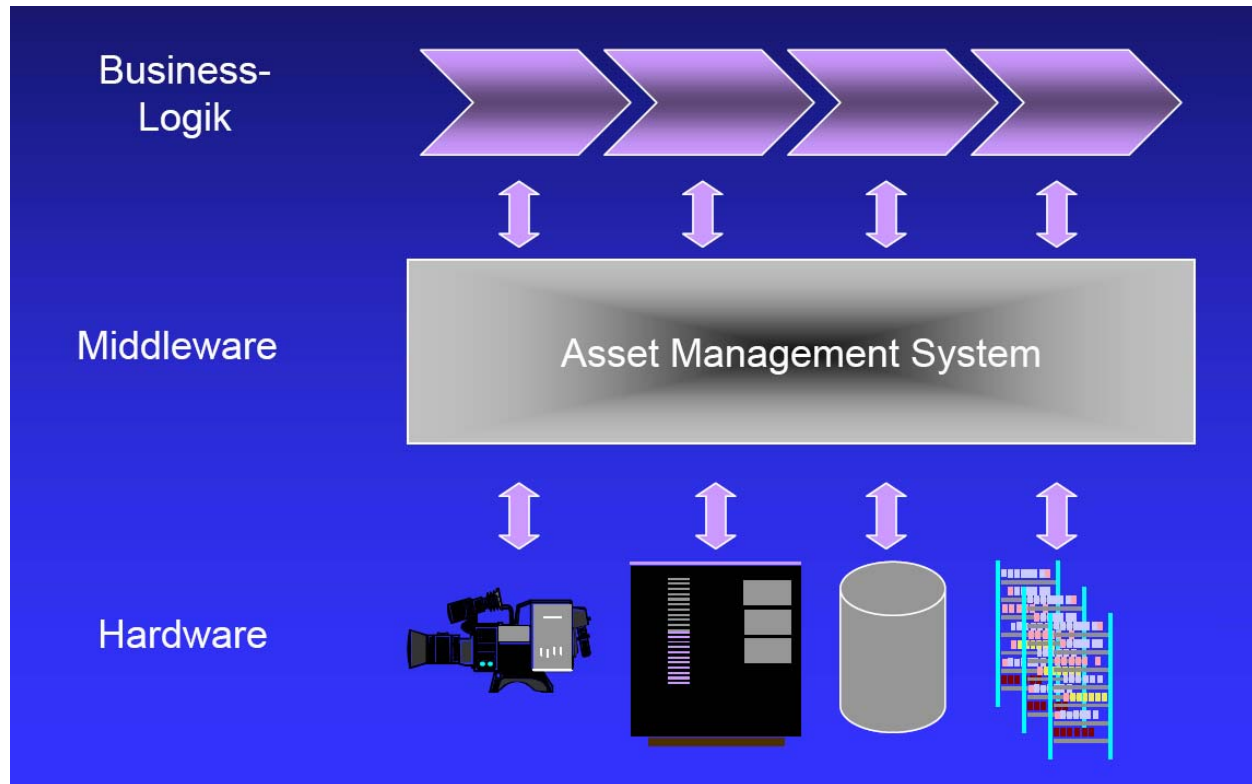 Business-
Logik
Middleware
Asset Management System
Hardware